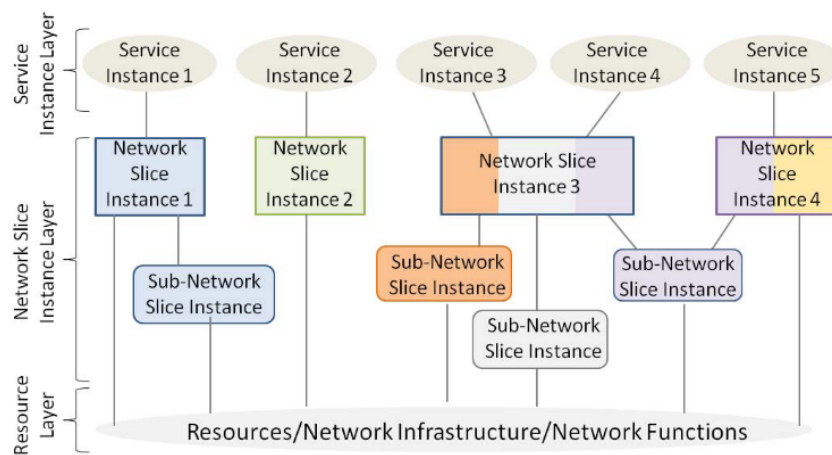 Service
Instance Layer
Service
Instance 1
Service
Instance 2
Service
Instance 3
Service
Instance 4
Service
Instance 5
Network Slice
Instance Layer
Network
Slice
Instance 1
Network
Slice
Instance 2
Network Slice
Instance 3
Network
Slice
Instance 4
Sub-Network
Slice Instance
Sub-Network
Slice Instance
Sub-Network
Slice Instance
Sub-Network
Slice Instance
Resource
Layer
Resources/Network Infrastructure/Network Functions